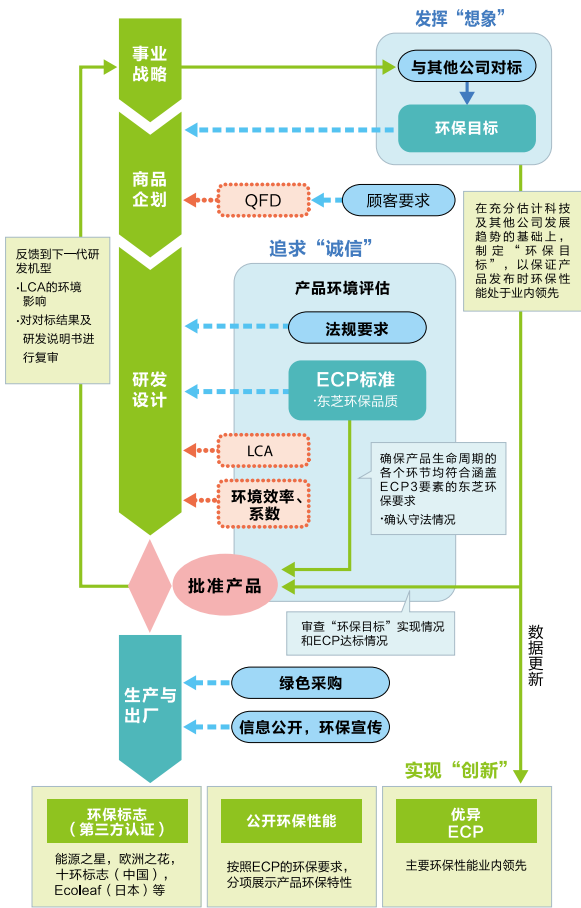 发挥“想象”
事业
战略
与其他公司对标
环保目标
商品
企划
QFD
顾客要求
在充分估计科技
及其他公司发展
趋势的基础上，
制定“环保目
标”，以保证产
品发布时环保性
能处于业内领先
反馈到下一代研
发机型
·LCA的环境
影响
·对对标结果及
研发说明书进
行复审
追求“诚信”
产品环境评估
法规要求
研发
设计
ECP标准
·东芝环保品质
LCA
环境效率、
系数
确保产品生命周期的
各个环节均符合涵盖
ECP3要素的东芝环
保要求
·确认守法情况
批准产品
审查“环保目标”实现情况
和ECP达标情况
数据更新
生产与
出厂
绿色采购
信息公开，环保宣传
实现“创新”
环保标志
（第三方认证）
能源之星，欧洲之花，
十环标志（中国），
Ecoleaf（日本）等
公开环保性能
按照ECP的环保要求，
分项展示产品环保特性
优异
ECP
主要环保性能业内领先